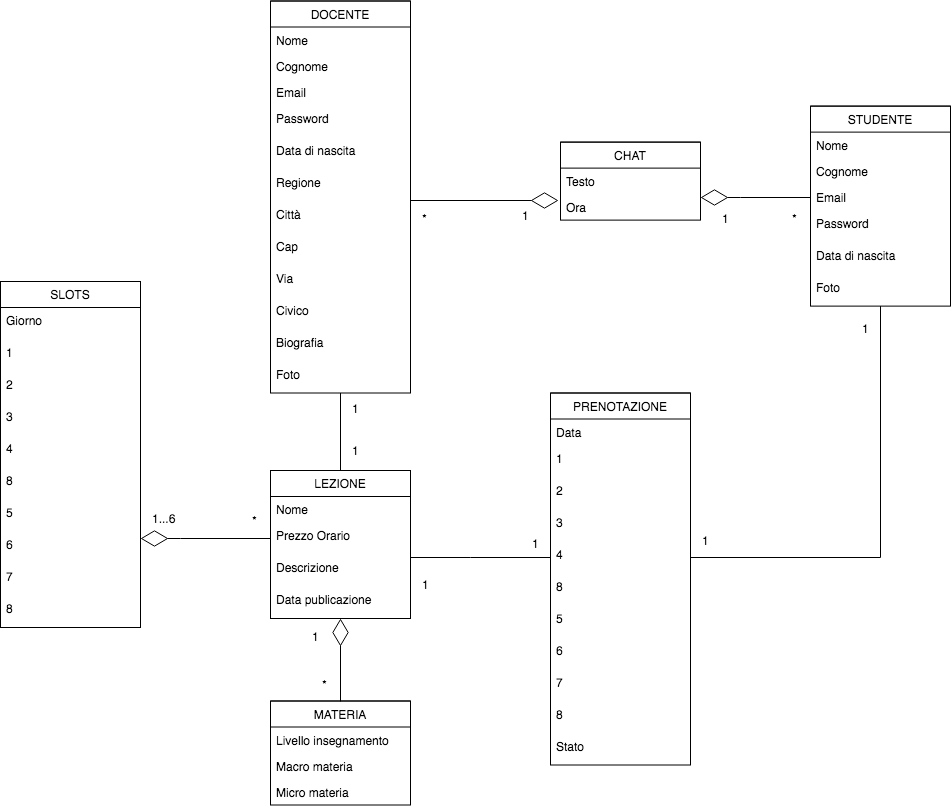 DOCENTE
Nome
Cognome
Email
Password
Data di nascita
Regione
Città
Cap
Via
Civico
Biografia
Foto
CHAT
Testo
Ora
*
1
1
*
STUDENTE
Nome
Cognome
Email
Password
Data di nascita
Foto
1
SLOTS
Giorno
1
2
3
4
8
5
6
7
8
1...6
*
1
1
LEZIONE
Nome
Prezzo Orario
Descrizione
Data publicazione
1
1
PRENOTAZIONE
Data
1
2
3
4
8
5
6
7
8
Stato
1
1
*
MATERIA
Livello insegnamento
Macro materia
Micro materia